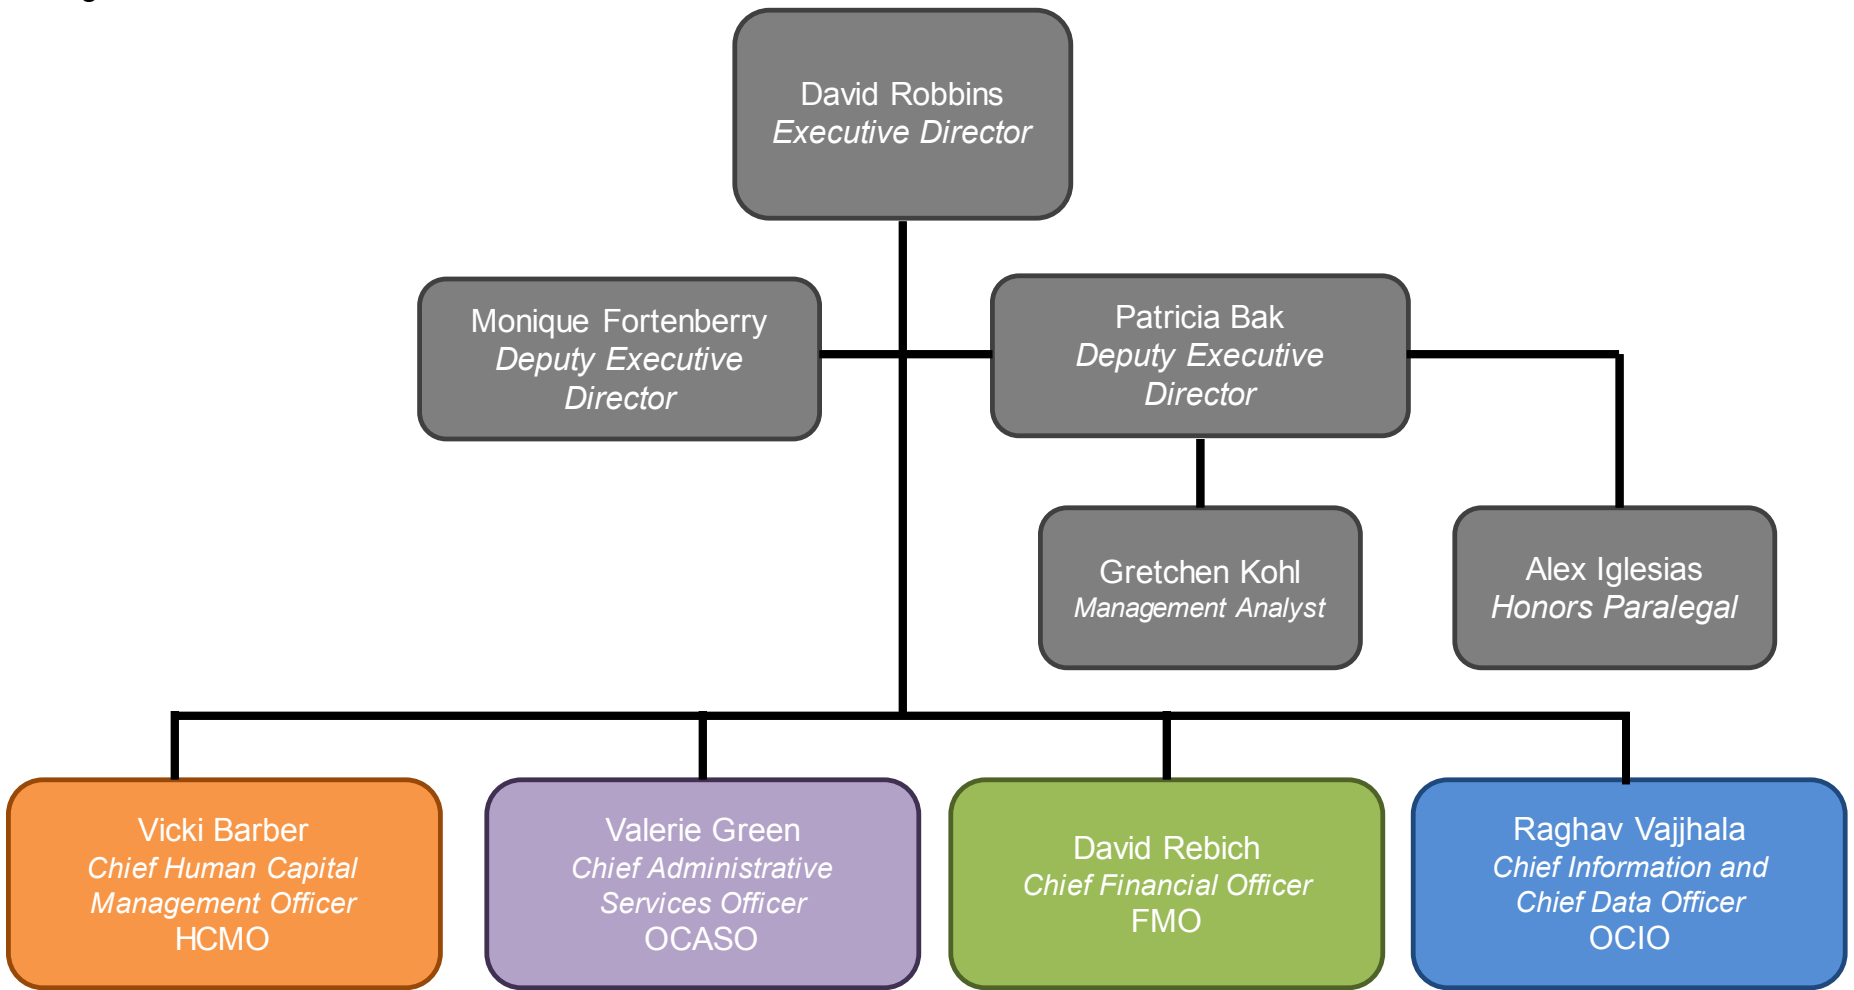 David Robbins
Executive Director
Monique Fortenberry
Deputy Executive
Director
Patricia Bak
Deputy Executive
Director
Gretchen Kohl
Management Analyst
Alex Iglesias
Honors Paralegal
Vicki Barber
Chief Human Capital
Management Officer
HCMO
Valerie Green
Chief Administrative
Services Officer
OCASO
David Rebich
Chief Financial Officer
FMO
Raghav Vajjhala
Chief Information and
Chief Data Officer
OCIO